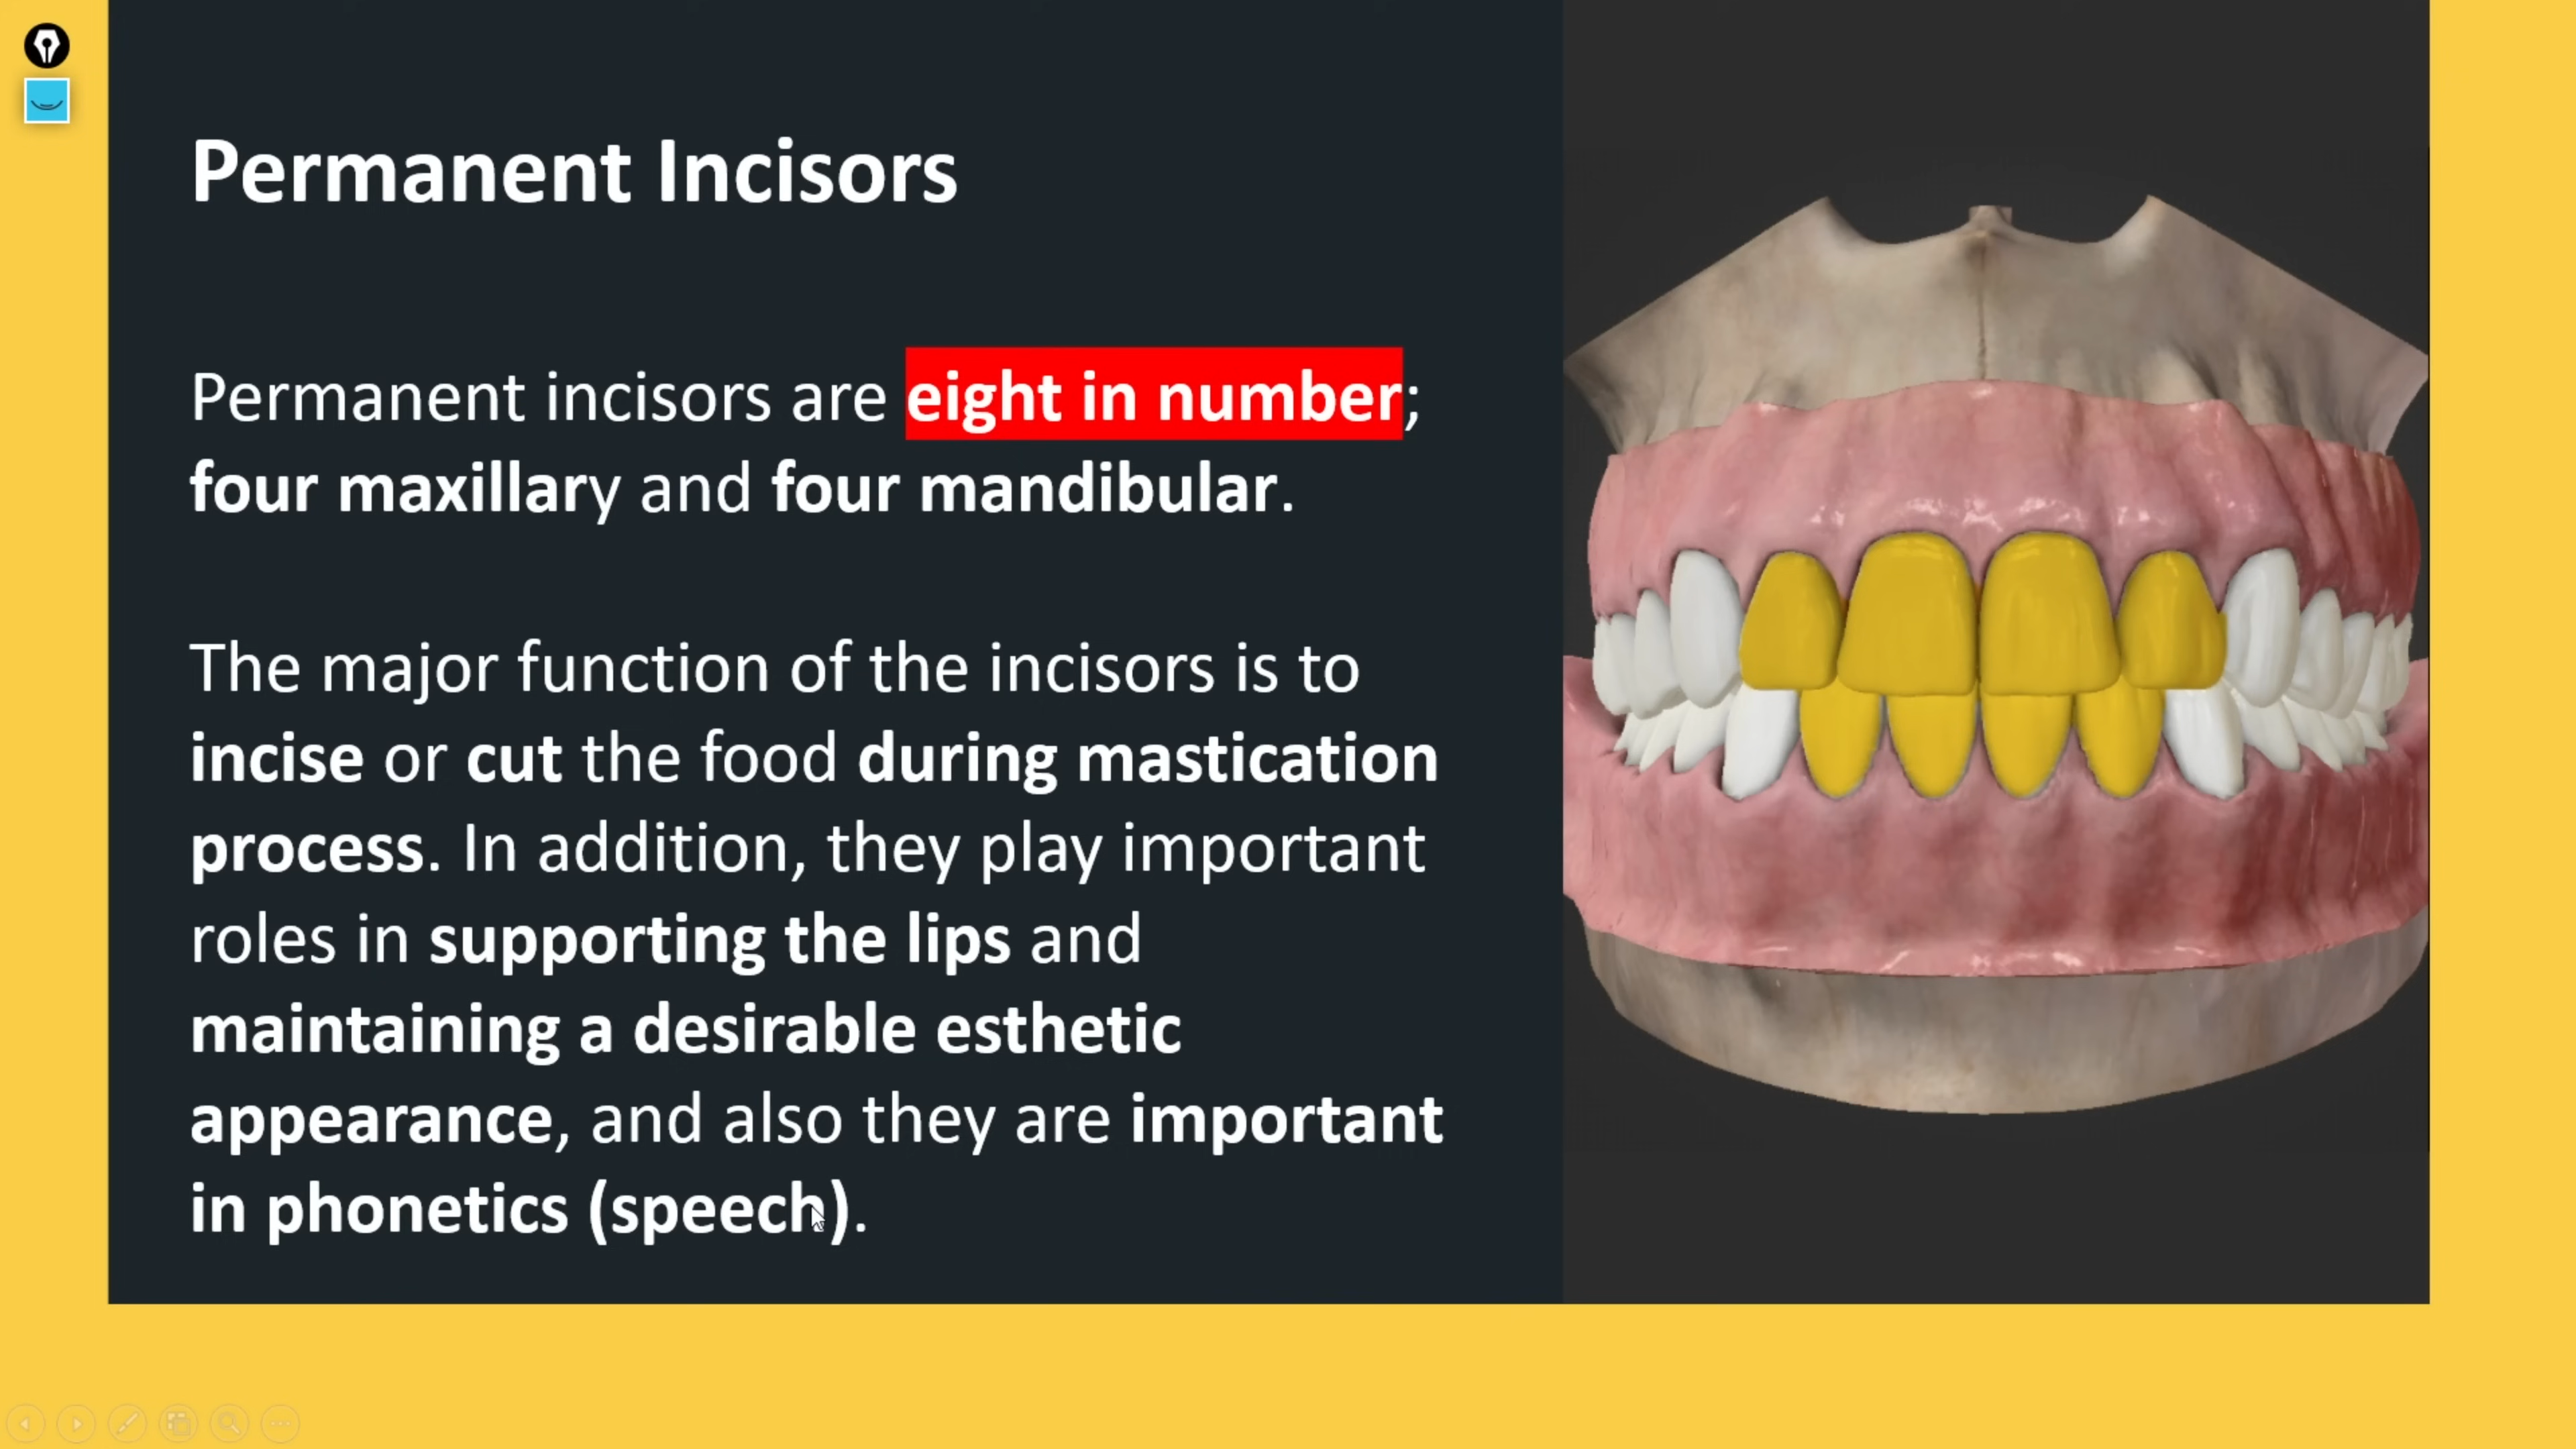 Permanent Incisors
Permanent incisors are eight in number;
four maxillary and four mandibular.
The major function of the incisors is to
incise or cut the food during mastication
process. In addition, they play important
roles in supporting the lips and
maintaining a desirable esthetic
appearance, and also they are important
in phonetics (speech).